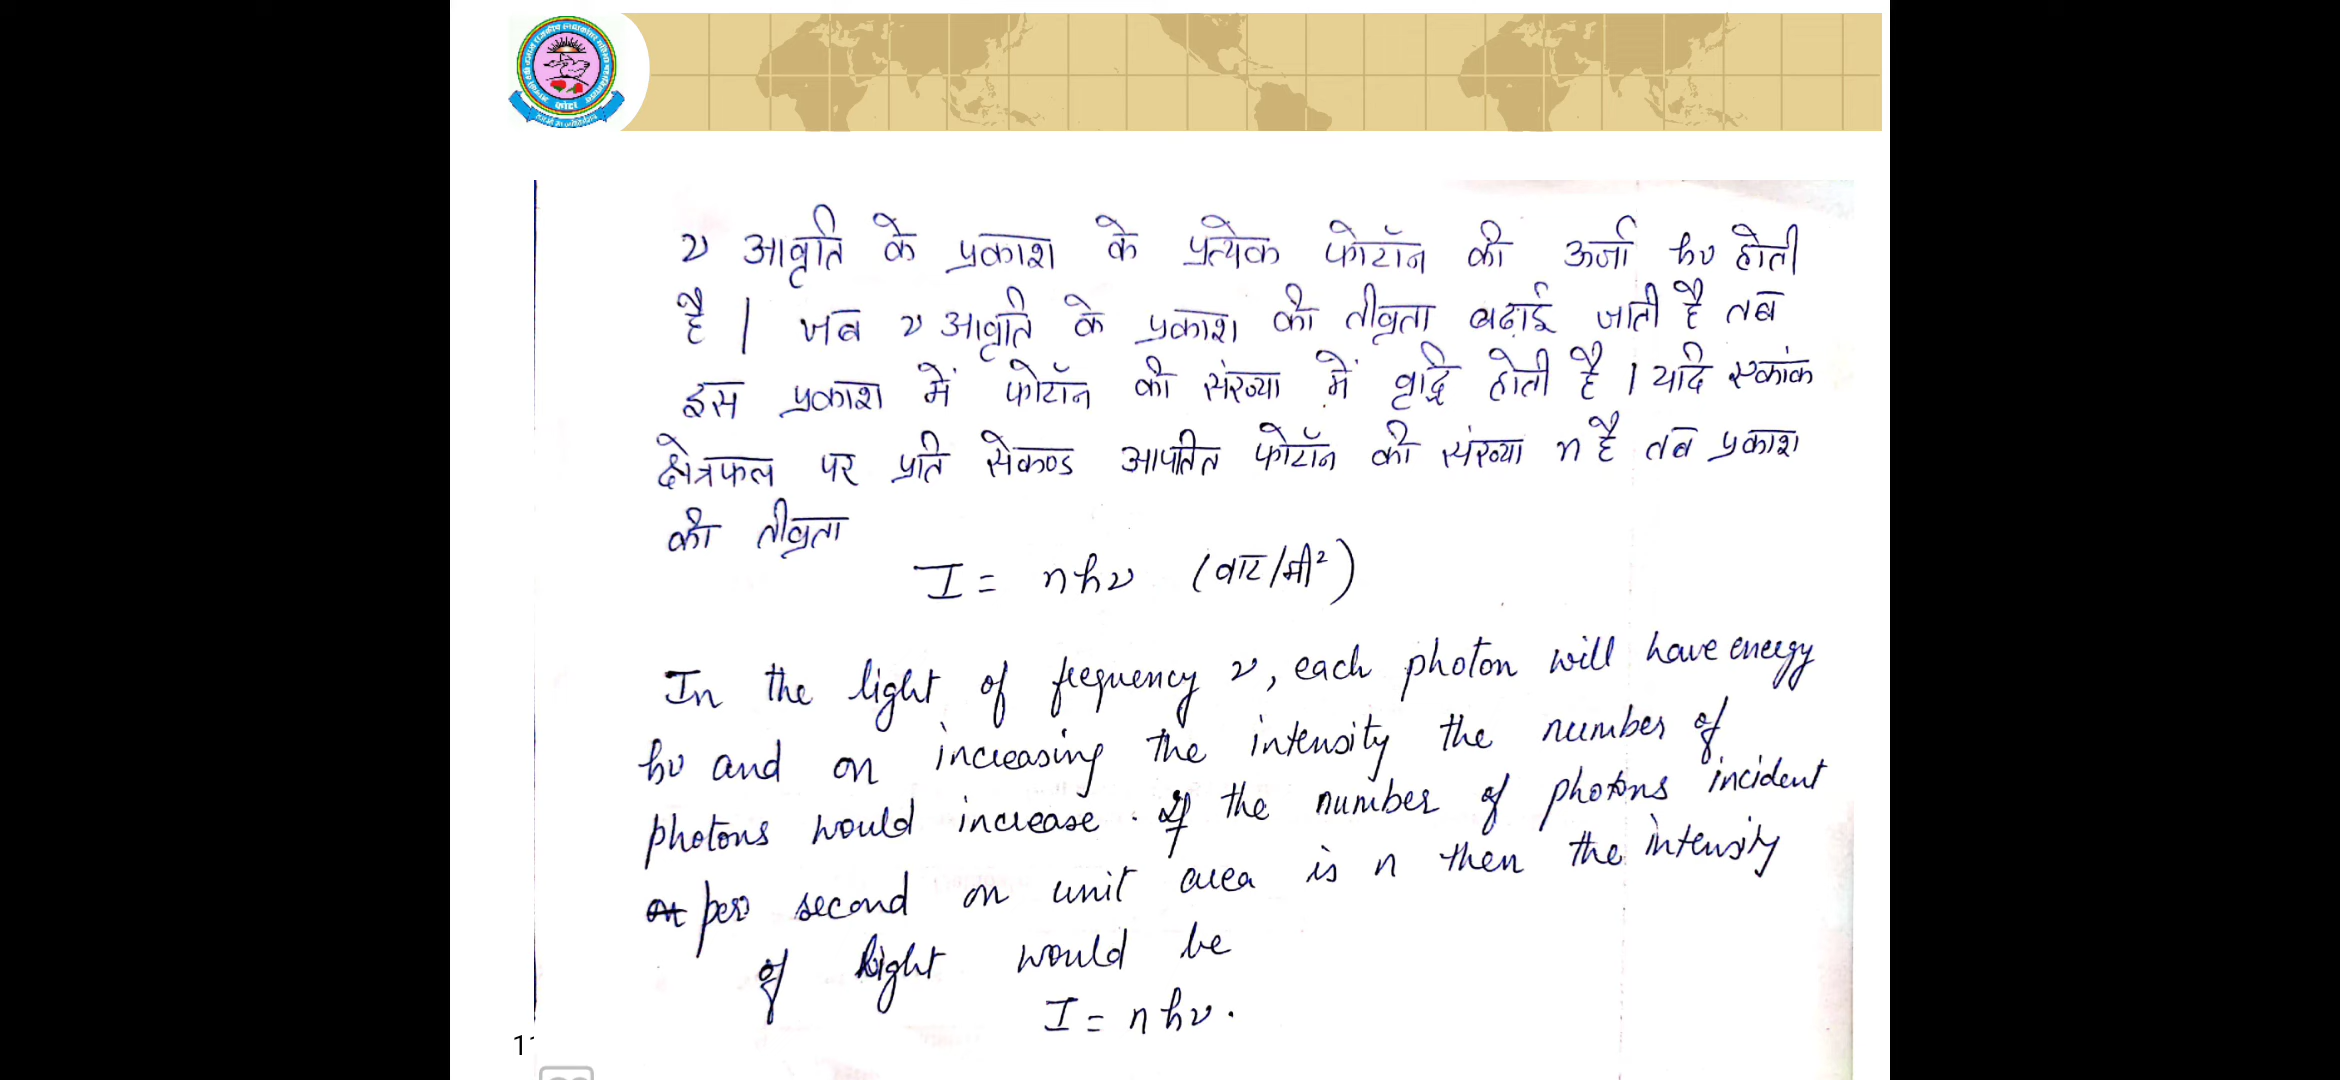 ν आवृति के प्रकाश के प्रत्येक फोटॉन की ऊर्जा hν होती
है | जब ν आवृति के प्रकाश की तीव्रता बढ़ाई जाती है तब
इस प्रकाश में फोटॉन की संख्या में वृद्धि होती है । यदि एकांक
क्षेत्रफल पर प्रति सेकण्ड आपतित फोटॉन की संख्या n है तब प्रकाश
की तीव्रता
I = nhν (वाट/मी²)
In the light of frequency ν, each photon will have energy
hν and on increasing the intensity the number of
photons would increase. If the number of photons incident
per second on unit area is n then the intensity
of light would be
I = nhν.